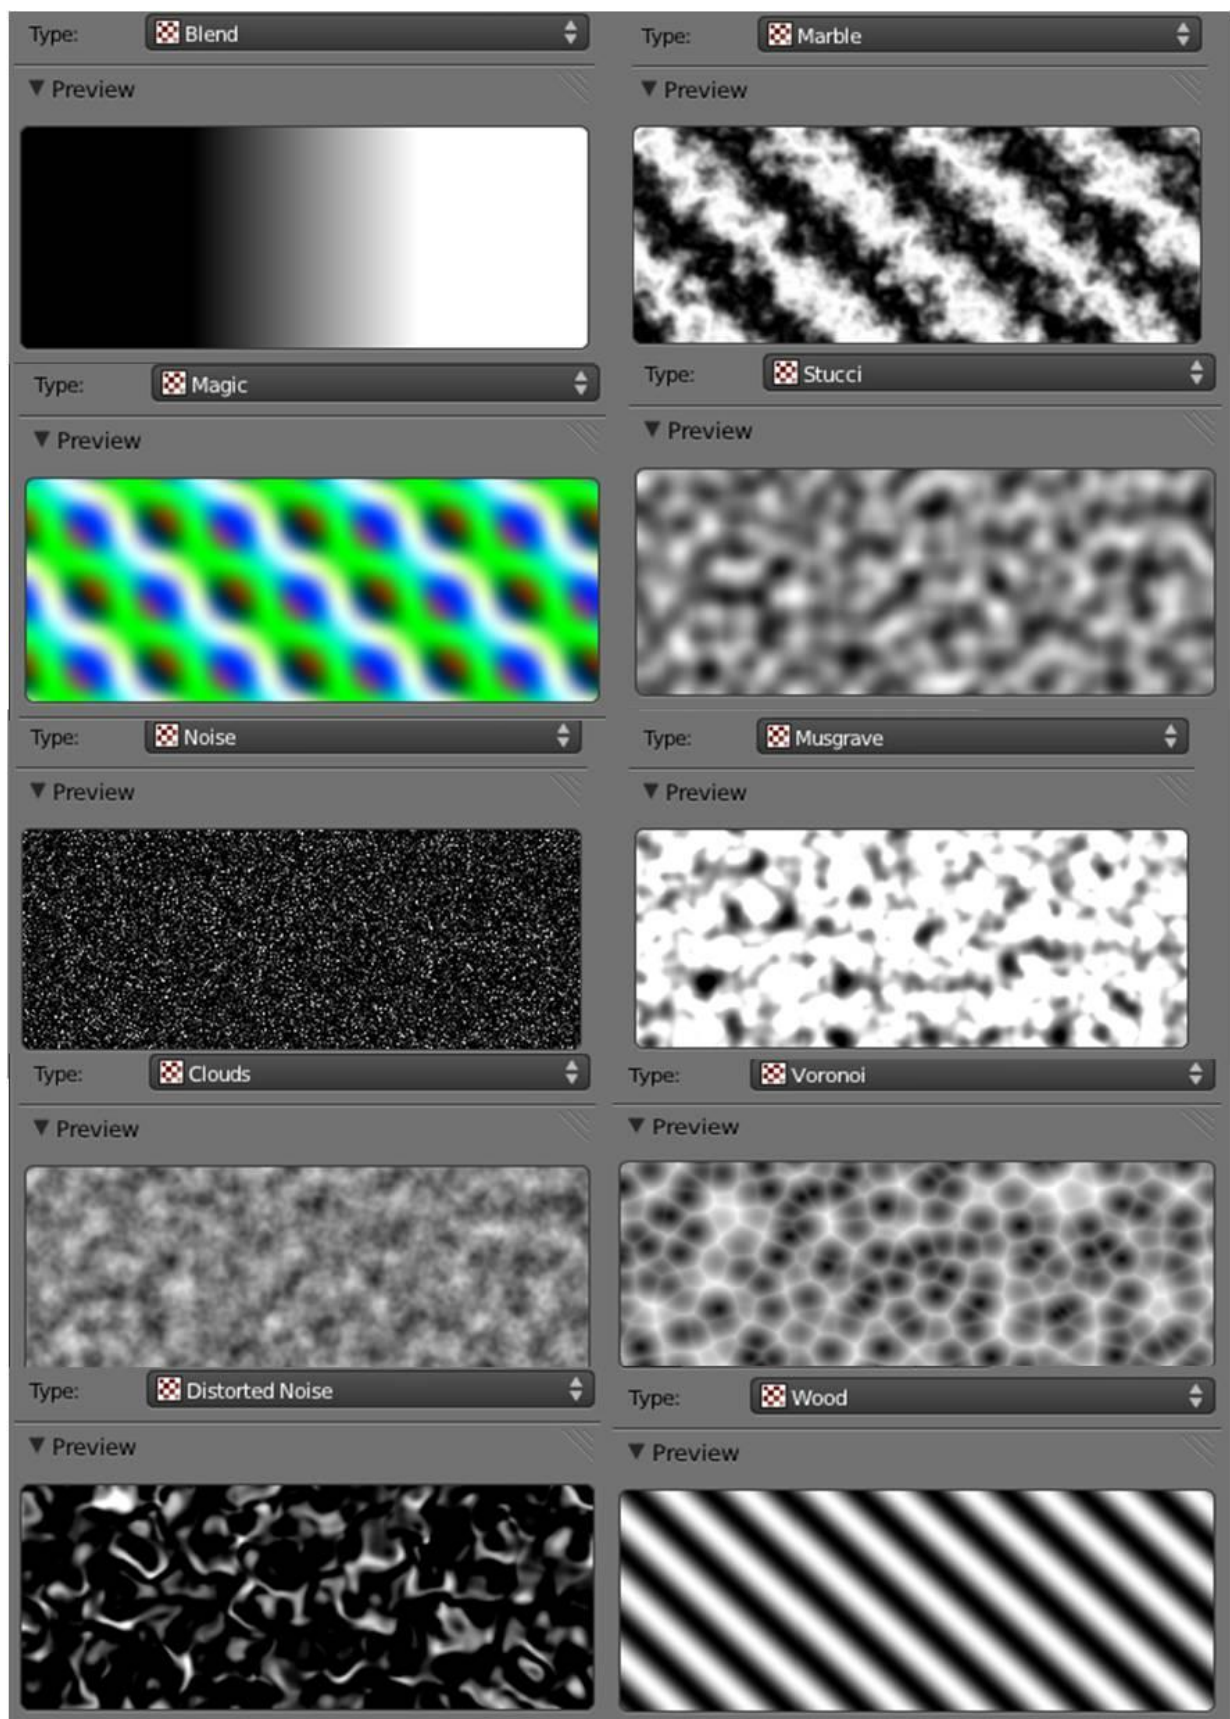 Type: Blend
Preview
Type: Marble
Preview
Type: Magic
Preview
Type: Stucci
Preview
Type: Noise
Preview
Type: Musgrave
Preview
Type: Clouds
Preview
Type: Voronoi
Preview
Type: Distorted Noise
Preview
Type: Wood
Preview